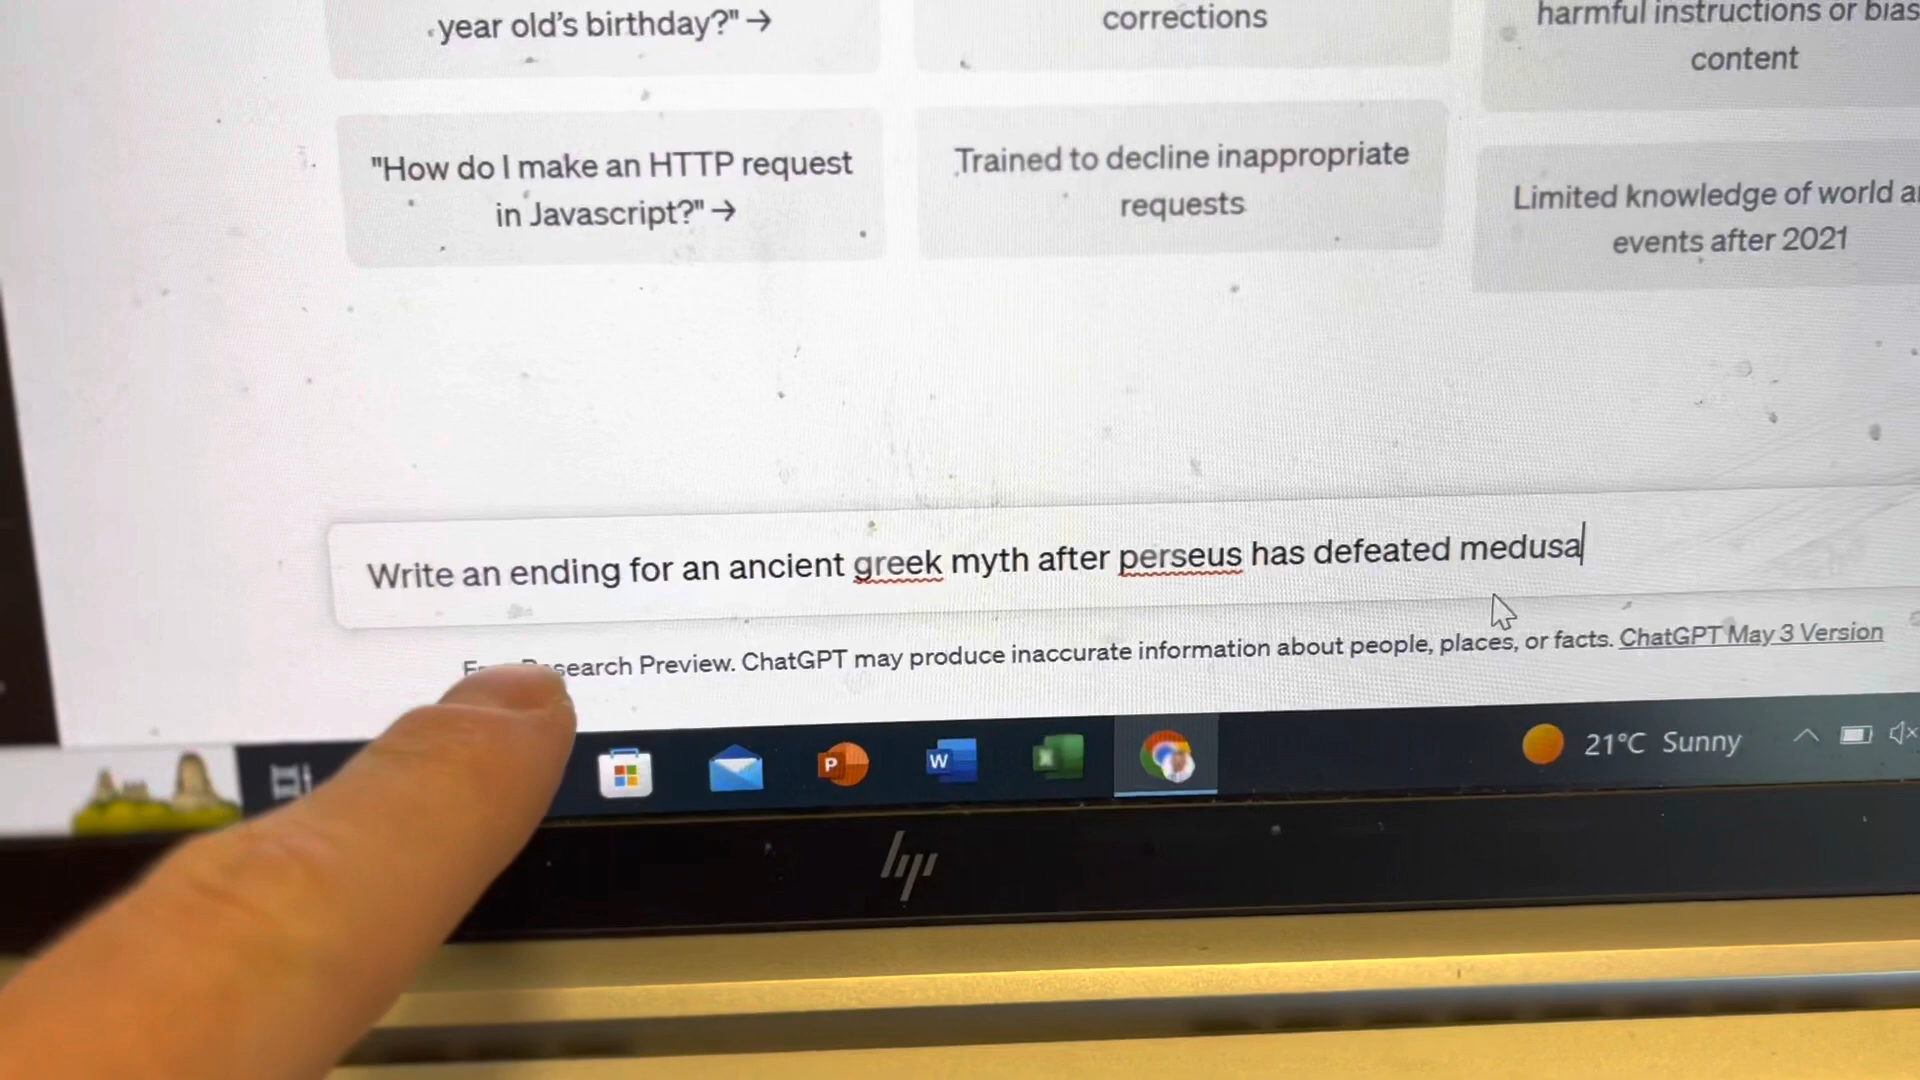 year old's birthday?" →
corrections
harmful instructions or bias
content
"How do I make an HTTP request
in Javascript?" →
Trained to decline inappropriate
requests
Limited knowledge of world a
events after 2021
Write an ending for an ancient greek myth after perseus has defeated medusa
Research Preview. ChatGPT may produce inaccurate information about people, places, or facts. ChatGPT May 3 Version
P
W
X
21°C Sunny
hp